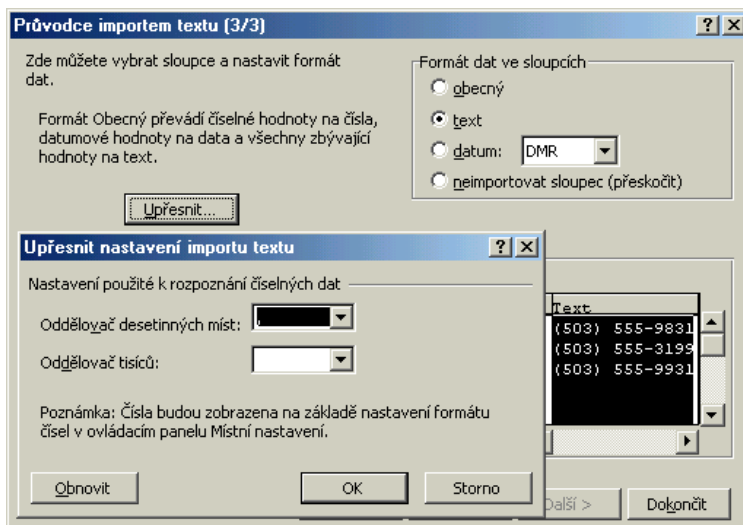 Průvodce importem textu (3/3)
Zde můžete vybrat sloupce a nastavit formát
dat.
Formát Obecný převádí číselné hodnoty na čísla,
datumové hodnoty na data a všechny zbývající
hodnoty na text.
Upřesnit...
Formát dat ve sloupcích
obecný
text
datum: DMR
neimportovat sloupec (přeskočit)
Upřesnit nastavení importu textu
Nastavení použité k rozpoznání číselných dat
Oddělovač desetinných míst: ,
Oddělovač tisíců:
Poznámka: Čísla budou zobrazena na základě nastavení formátu
čísel v ovládacím panelu Místní nastavení.
Obnovit
OK
Storno
Text
(503) 555-9831
(503) 555-3199
(503) 555-9931
Další >
Dokončit